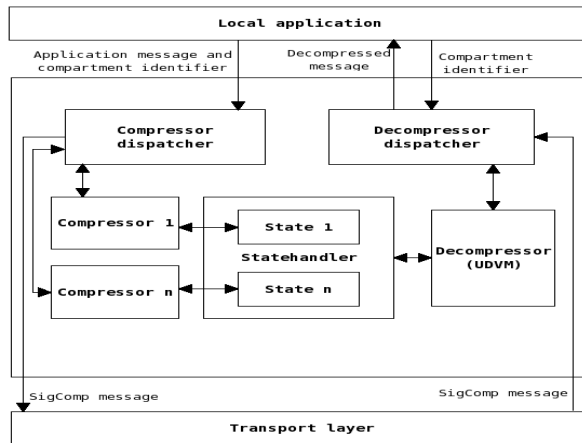 Local application
Application message and
compartment identifier
Decompressed
message
Compartment
identifier
Compressor
dispatcher
Decompressor
dispatcher
Compressor 1
State 1
Statehandler
Decompressor
(UDVM)
Compressor n
State n
SigComp message
SigComp message
Transport layer